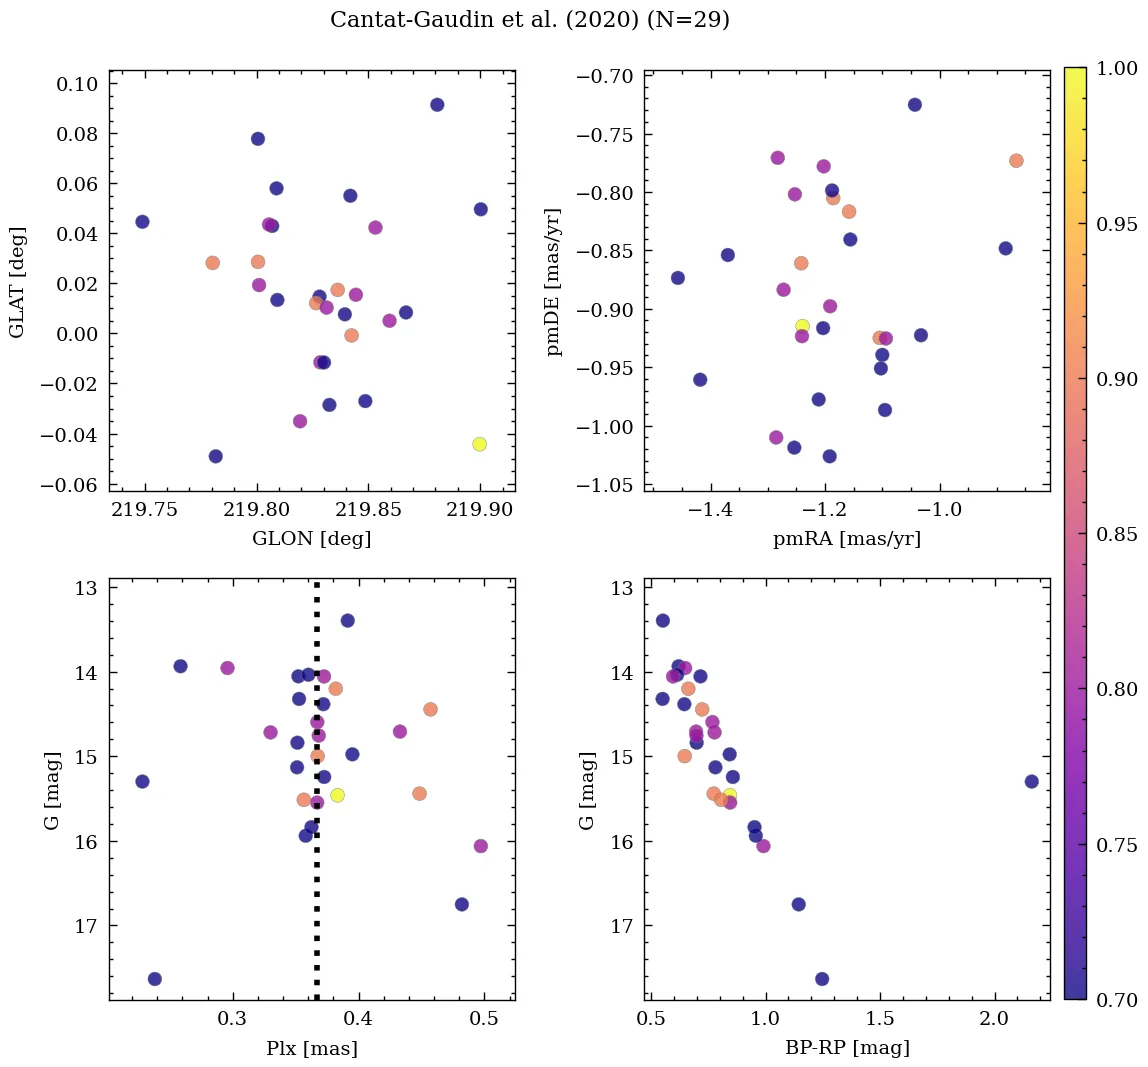 Cantat-Gaudin et al. (2020) (N=29)
0.10
0.08
0.06
0.04
0.02
0.00
−0.02
−0.04
−0.06
GLAT [deg]
219.75 219.80 219.85 219.90
GLON [deg]
−0.70
−0.75
−0.80
−0.85
−0.90
−0.95
−1.00
−1.05
pmDE [mas/yr]
−1.4 −1.2 −1.0
pmRA [mas/yr]
13
14
15
16
17
G [mag]
0.3 0.4 0.5
Plx [mas]
13
14
15
16
17
G [mag]
0.5 1.0 1.5 2.0
BP-RP [mag]
1.00
0.95
0.90
0.85
0.80
0.75
0.70